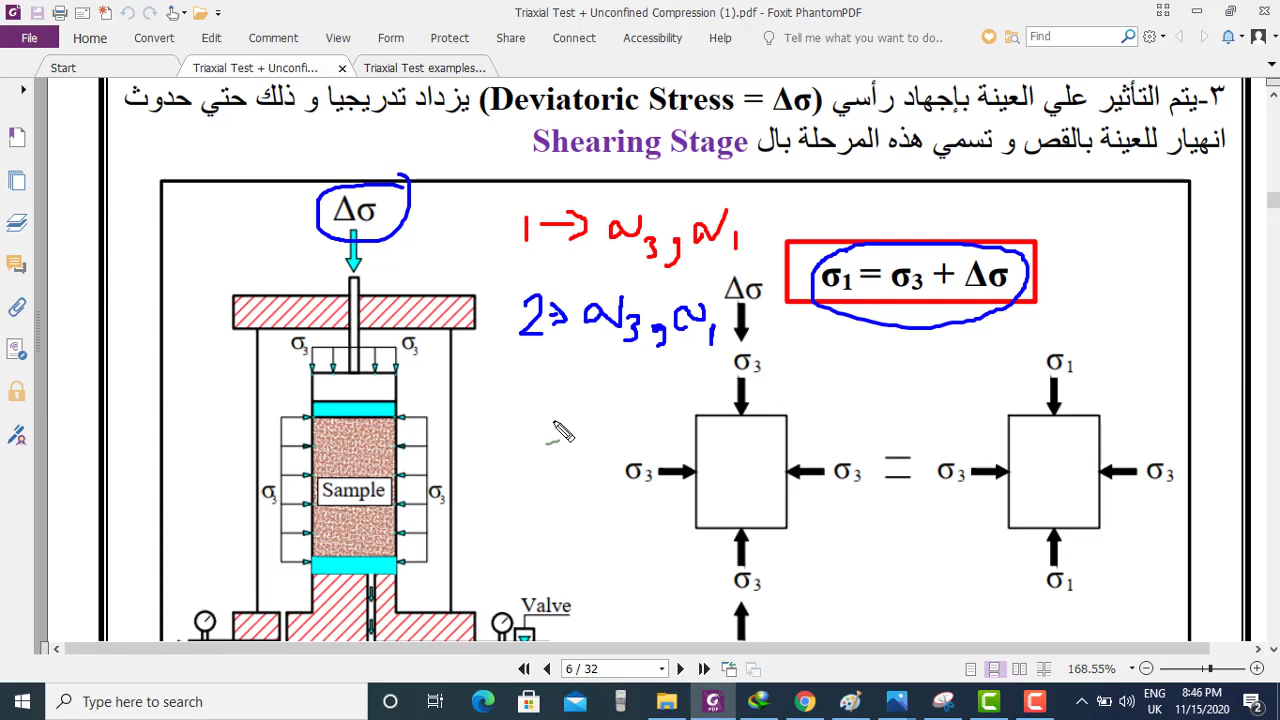 Triaxial Test + Unconfined Compression (1).pdf - Foxit PhantomPDF
File Home Convert Edit Comment View Form Protect Share Connect Accessibility Help Tell me what you want to do.. Find
Start Triaxial Test + Unconfi... Triaxial Test examples...
٣-يتم التأثير علي العينة بإجهاد رأسي (Deviatoric Stress = Δσ) يزداد تدريجيا و ذلك حتي حدوث
انهيار للعينة بالقص و تسمي هذه المرحلة بال Shearing Stage
Δσ
1 → σ3, σ1
σ1 = σ3 + Δσ
Δσ
2 ⇒ σ3, σ1
σ3 σ3
σ3 σ1
σ3 σ3 = σ3 σ3
σ3 Sample σ3
σ3 σ1
Valve
6 / 32 168.55%
Type here to search
ENG 8:46 PM
UK 11/15/2020
2